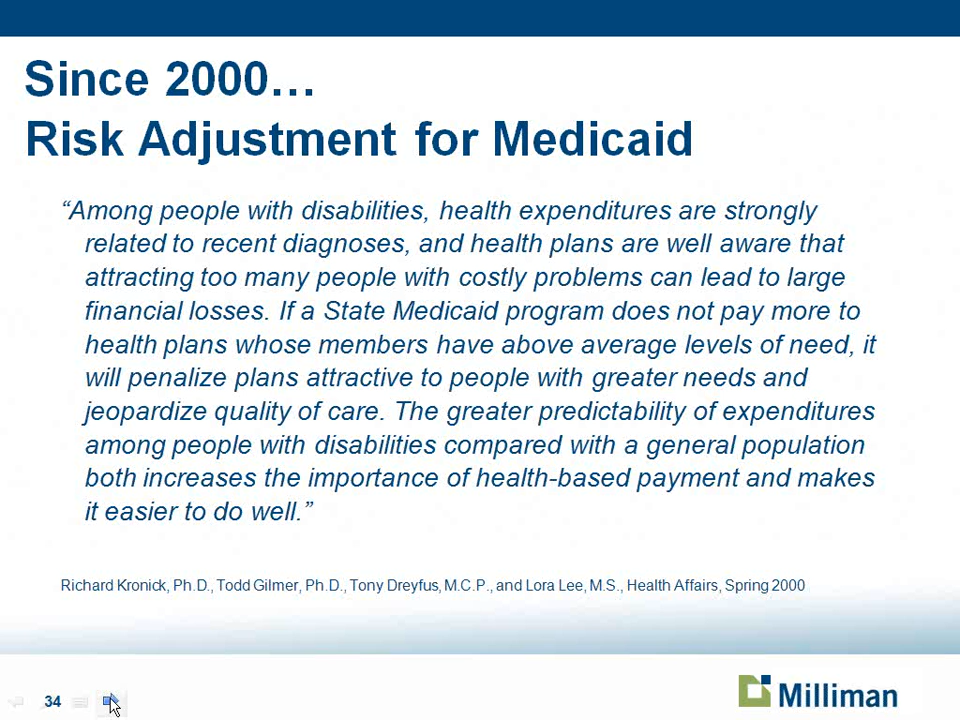 Since 2000…
Risk Adjustment for Medicaid
“Among people with disabilities, health expenditures are strongly
related to recent diagnoses, and health plans are well aware that
attracting too many people with costly problems can lead to large
financial losses. If a State Medicaid program does not pay more to
health plans whose members have above average levels of need, it
will penalize plans attractive to people with greater needs and
jeopardize quality of care. The greater predictability of expenditures
among people with disabilities compared with a general population
both increases the importance of health-based payment and makes
it easier to do well.”
Richard Kronick, Ph.D., Todd Gilmer, Ph.D., Tony Dreyfus, M.C.P., and Lora Lee, M.S., Health Affairs, Spring 2000
34
Milliman